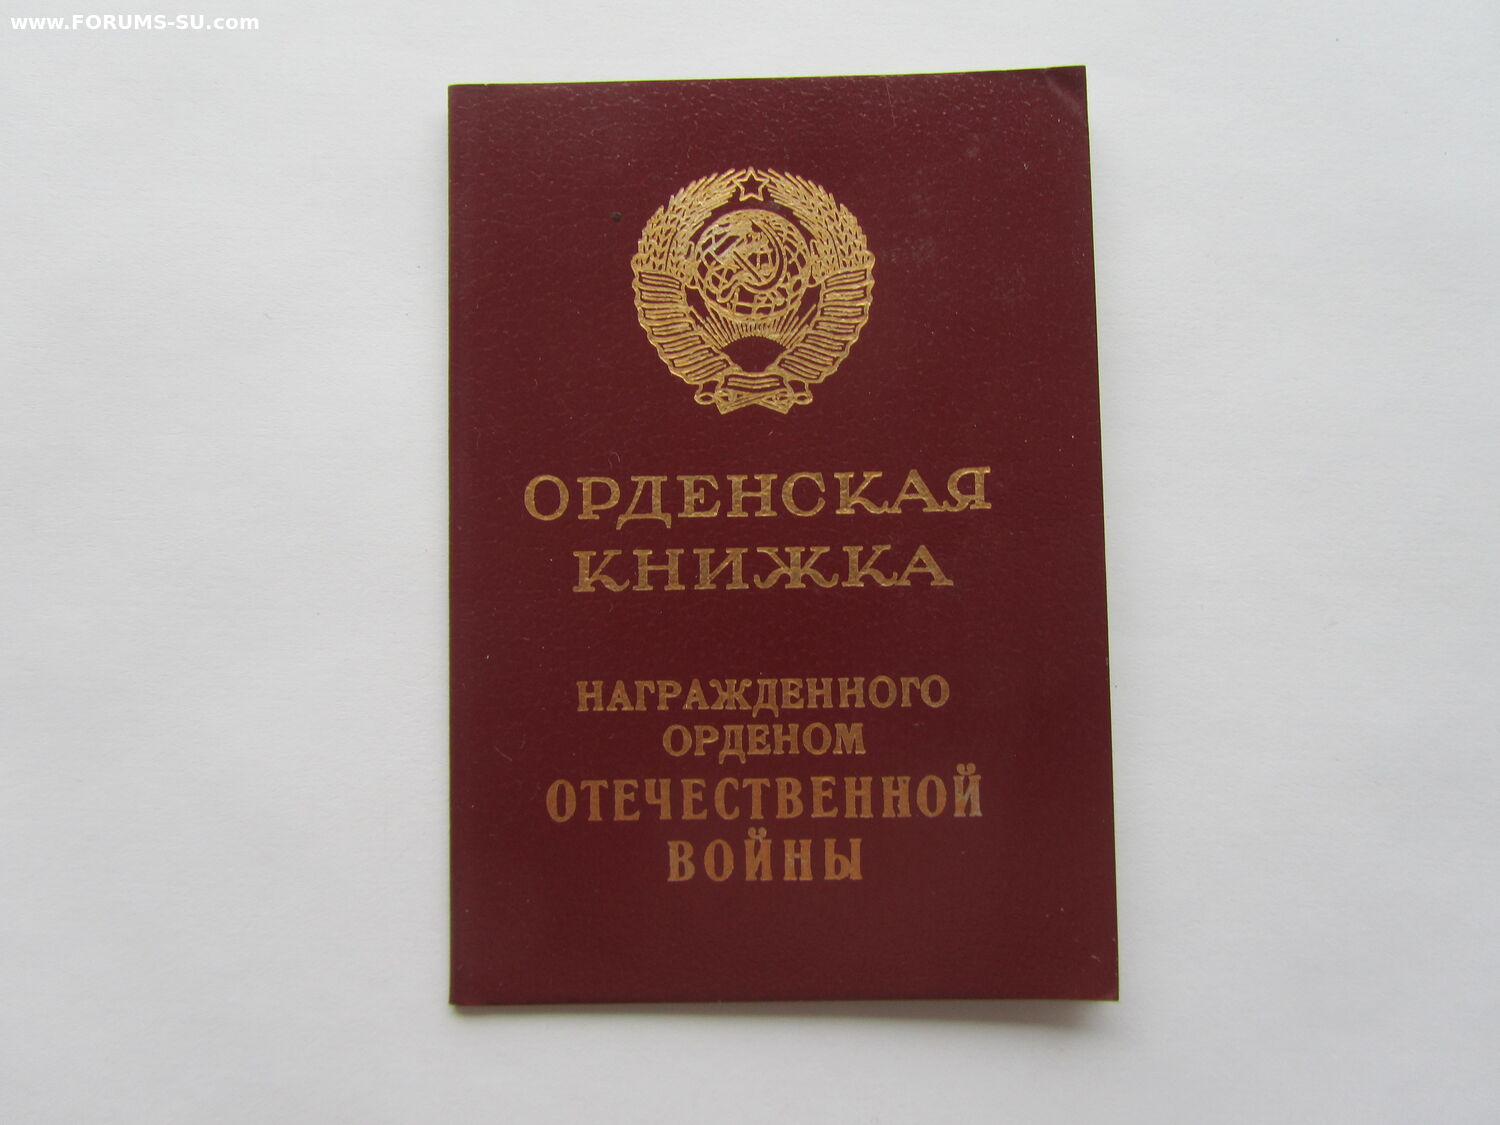 www.FORUMS-SU.com
ОРДЕНСКАЯ
КНИЖКА
НАГРАЖДЕННОГО
ОРДЕНОМ
ОТЕЧЕСТВЕННОЙ
ВОЙНЫ